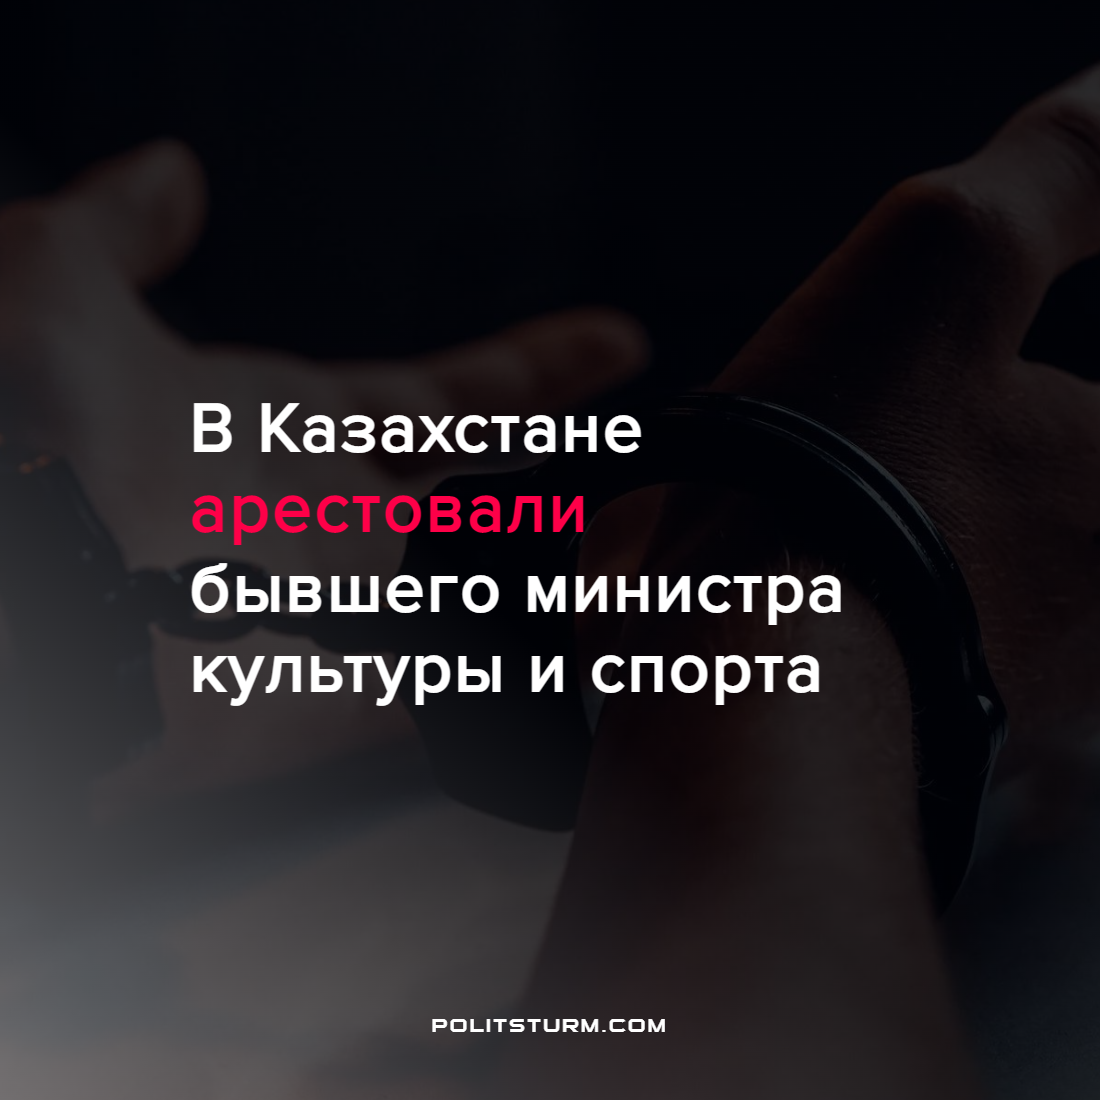 В Казахстане
арестовали
бывшего министра
культуры и спорта
POLITSTURM.COM